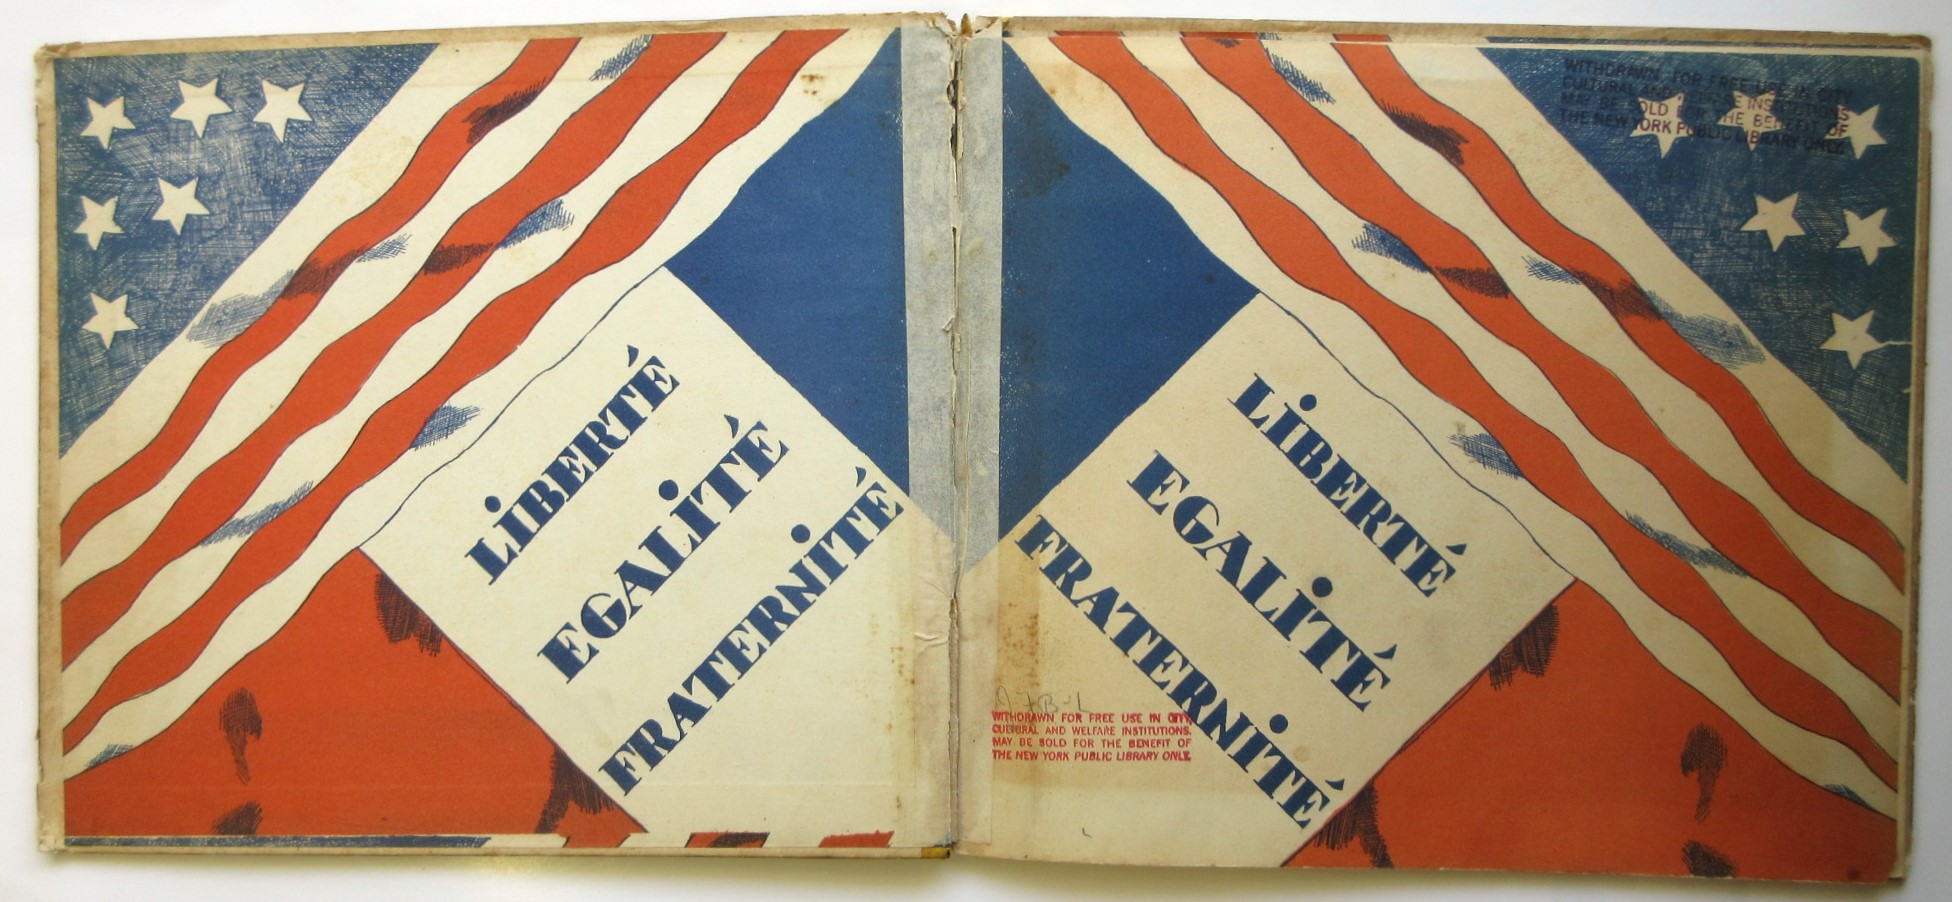 LIBERTÉ
EGALITÉ
FRATERNITÉ
WITHDRAWN FOR FREE USE IN CITY
CULTURAL AND WELFARE INSTITUTIONS
MAY BE SOLD FOR THE BENEFIT OF
THE NEW YORK PUBLIC LIBRARY ONLY.
LIBERTÉ
EGALITÉ
FRATERNITÉ
WITHDRAWN FOR FREE USE IN CITY,
CULTURAL AND WELFARE INSTITUTIONS.
MAY BE SOLD FOR THE BENEFIT OF
THE NEW YORK PUBLIC LIBRARY ONLY.